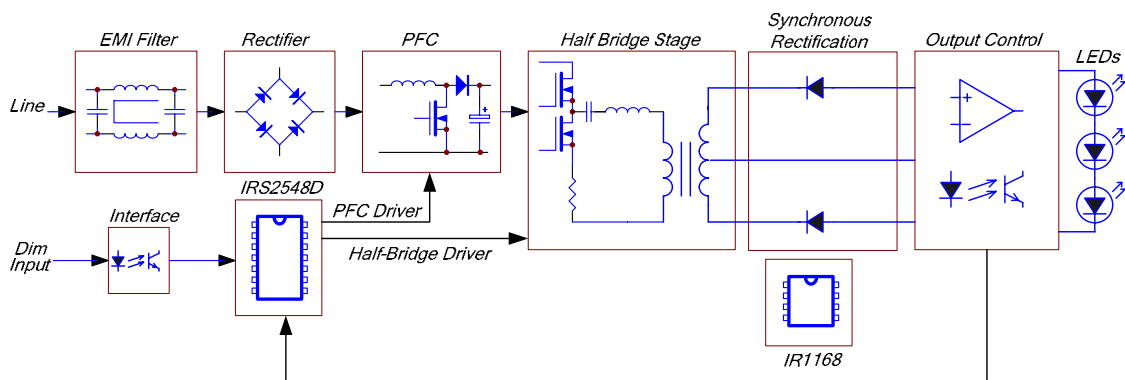 EMI Filter
Rectifier
PFC
Half Bridge Stage
Synchronous
Rectification
Output Control
LEDs
Line
IRS2548D
PFC Driver
Interface
Half-Bridge Driver
Dim
Input
IR1168